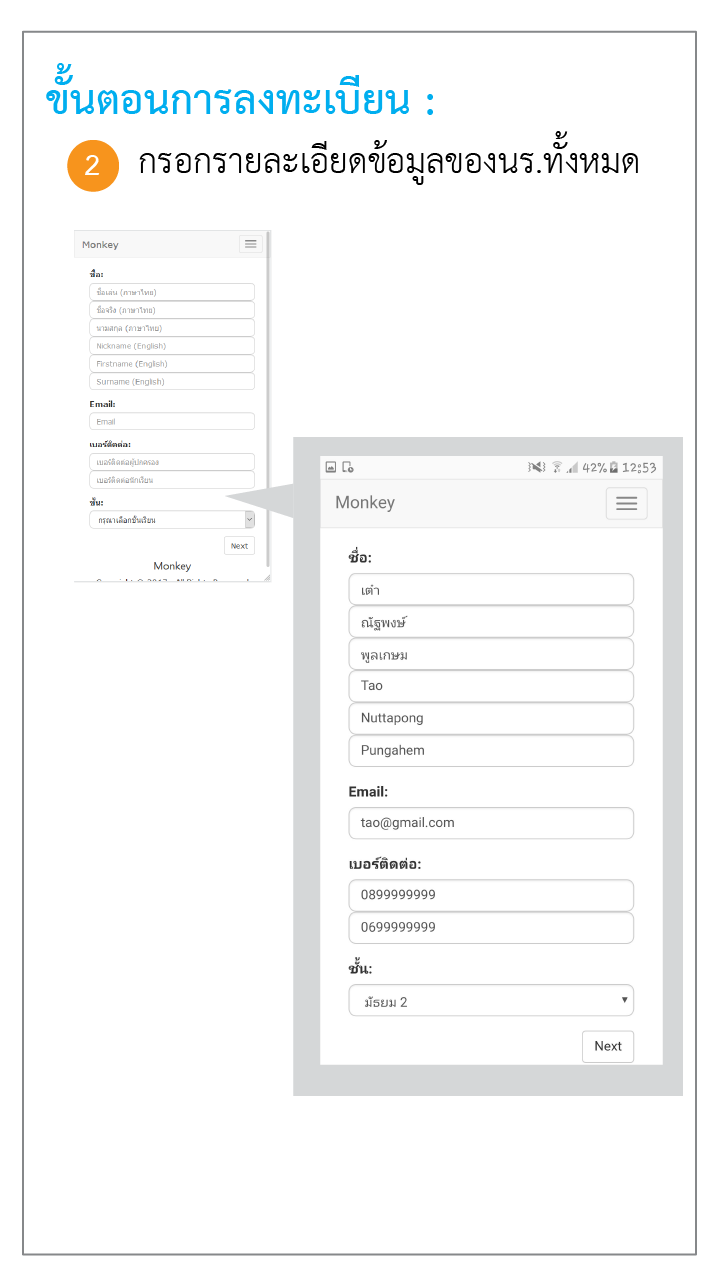 ขั้นตอนการลงทะเบียน :
2 กรอกรายละเอียดข้อมูลของนร.ทั้งหมด
Monkey
ชื่อ:
ชื่อเล่น (ภาษาไทย)
ชื่อจริง (ภาษาไทย)
นามสกุล (ภาษาไทย)
Nickname (English)
Firstname (English)
Surname (English)
Email:
Email
เบอร์ติดต่อ:
เบอร์ติดต่อผู้ปกครอง
เบอร์ติดต่อนักเรียน
ชั้น:
กรุณาเลือกชั้นเรียน
Next
Monkey
42% 12:53
Monkey
ชื่อ:
เต๋า
ณัฐพงษ์
พูลเกษม
Tao
Nuttapong
Pungahem
Email:
tao@gmail.com
เบอร์ติดต่อ:
0899999999
0699999999
ชั้น:
มัธยม 2
Next